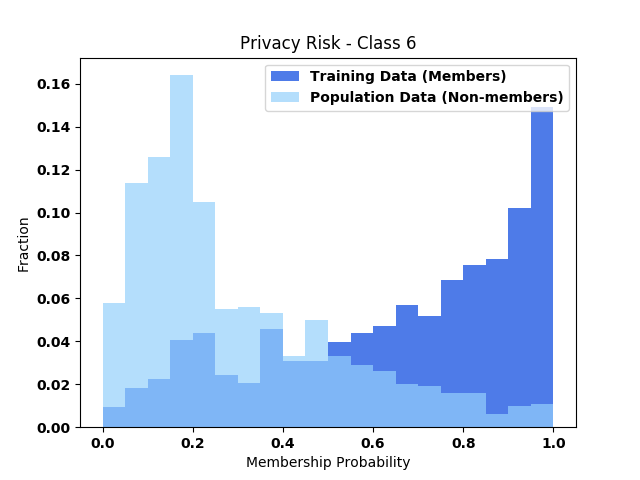 Privacy Risk - Class 6
Training Data (Members)
Population Data (Non-members)
0.16
0.14
0.12
0.10
0.08
0.06
0.04
0.02
0.00
Fraction
0.0 0.2 0.4 0.6 0.8 1.0
Membership Probability